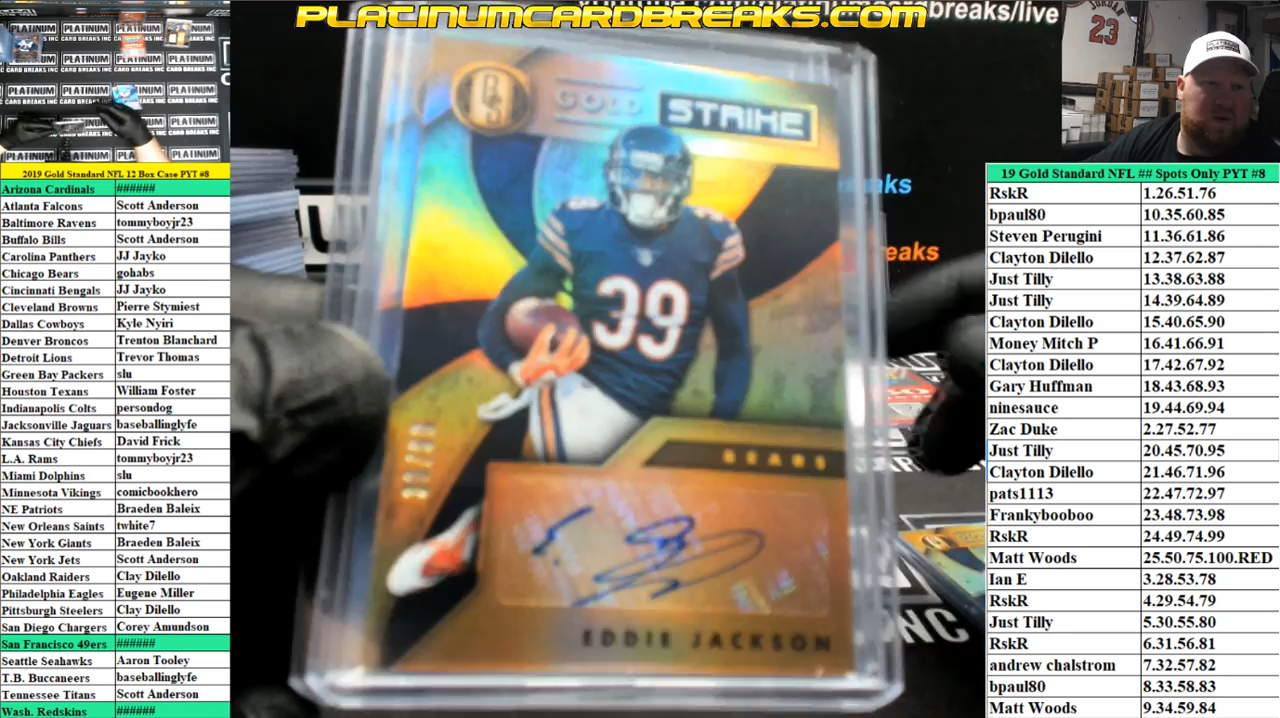 PLATINUMCARDBREAKS.COM
breaks/live
JORDAN
23
PLATINUM
GOLD STRIKE
39
39
BEARS
EDDIE JACKSON
aks
eaks
NC
2019 Gold Standard NFL 12 Box Case PYT #8
Arizona Cardinals ######
Atlanta Falcons Scott Anderson
Baltimore Ravens tommyboyjr23
Buffalo Bills Scott Anderson
Carolina Panthers JJ Jayko
Chicago Bears gohabs
Cincinnati Bengals JJ Jayko
Cleveland Browns Pierre Stymiest
Dallas Cowboys Kyle Nyiri
Denver Broncos Trenton Blanchard
Detroit Lions Trevor Thomas
Green Bay Packers slu
Houston Texans William Foster
Indianapolis Colts persondog
Jacksonville Jaguars baseballinglyfe
Kansas City Chiefs David Frick
L.A. Rams tommyboyjr23
Miami Dolphins slu
Minnesota Vikings comicbookhero
NE Patriots Braeden Baleix
New Orleans Saints twhite7
New York Giants Braeden Baleix
New York Jets Scott Anderson
Oakland Raiders Clay Dilello
Philadelphia Eagles Eugene Miller
Pittsburgh Steelers Clay Dilello
San Diego Chargers Corey Amundson
San Francisco 49ers ######
Seattle Seahawks Aaron Tooley
T.B. Buccaneers baseballinglyfe
Tennessee Titans Scott Anderson
Wash. Redskins ######
19 Gold Standard NFL ## Spots Only PYT #8
RskR 1.26.51.76
bpaul80 10.35.60.85
Steven Perugini 11.36.61.86
Clayton Dilello 12.37.62.87
Just Tilly 13.38.63.88
Just Tilly 14.39.64.89
Clayton Dilello 15.40.65.90
Money Mitch P 16.41.66.91
Clayton Dilello 17.42.67.92
Gary Huffman 18.43.68.93
ninesauce 19.44.69.94
Zac Duke 2.27.52.77
Just Tilly 20.45.70.95
Clayton Dilello 21.46.71.96
pats1113 22.47.72.97
Frankybooboo 23.48.73.98
RskR 24.49.74.99
Matt Woods 25.50.75.100.RED
Ian E 3.28.53.78
RskR 4.29.54.79
Just Tilly 5.30.55.80
RskR 6.31.56.81
andrew chalstrom 7.32.57.82
bpaul80 8.33.58.83
Matt Woods 9.34.59.84